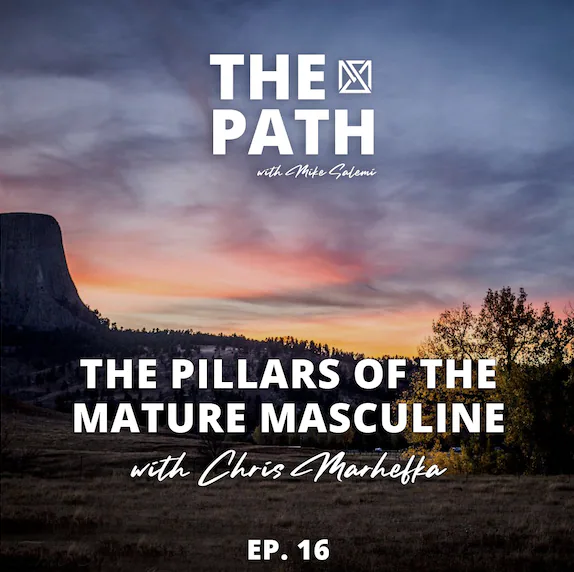 THE
PATH
with Mike Salemi
THE PILLARS OF THE
MATURE MASCULINE
with Chris Marhefka
EP. 16